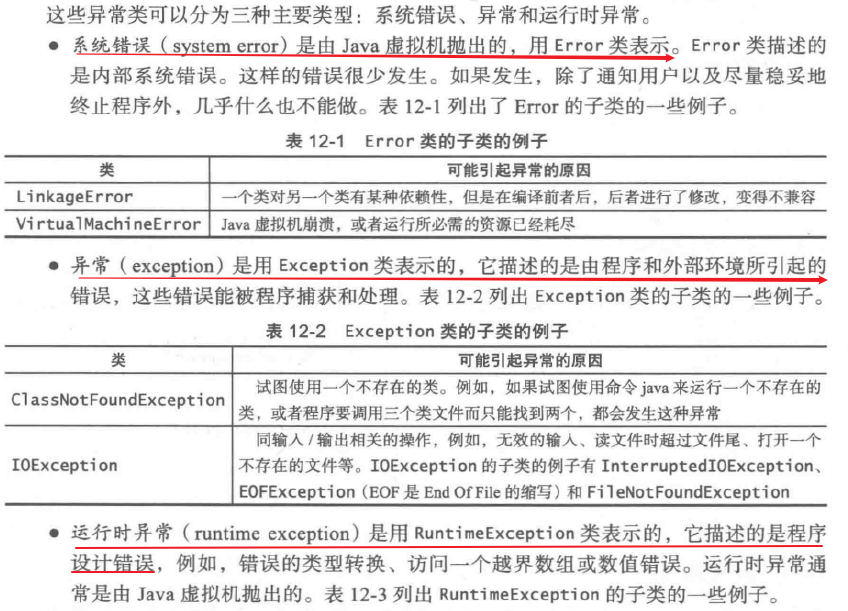 这些异常类可以分为三种主要类型：系统错误、异常和运行时异常。
● 系统错误（system error）是由 Java 虚拟机抛出的，用 Error 类表示。Error 类描述的
是内部系统错误。这样的错误很少发生。如果发生，除了通知用户以及尽量稳妥地
终止程序外，几乎什么也不能做。表 12-1 列出了 Error 的子类的一些例子。
表 12-1 Error 类的子类的例子
类 可能引起异常的原因
LinkageError 一个类对另一个类有某种依赖性，但是在编译前者后，后者进行了修改，变得不兼容
VirtualMachineError Java 虚拟机崩溃，或者运行所必需的资源已经耗尽
● 异常（exception）是用 Exception 类表示的，它描述的是由程序和外部环境所引起的
错误，这些错误能被程序捕获和处理。表 12-2 列出 Exception 类的子类的一些例子。
表 12-2 Exception 类的子类的例子
类 可能引起异常的原因
ClassNotFoundException 试图使用一个不存在的类。例如，如果试图使用命令 java 来运行一个不存在的
类，或者程序要调用三个类文件而只能找到两个，都会发生这种异常
同输入 / 输出相关的操作，例如，无效的输入、读文件时超过文件尾、打开一个
IOException 不存在的文件等。IOException 的子类的例子有 InterruptedIOException、
EOFException（EOF 是 End Of File 的缩写）和 FileNotFoundException
● 运行时异常（runtime exception）是用 RuntimeException 类表示的，它描述的是程序
设计错误，例如，错误的类型转换、访问一个越界数组或数值错误。运行时异常通
常是由 Java 虚拟机抛出的。表 12-3 列出 RuntimeException 的子类的一些例子。